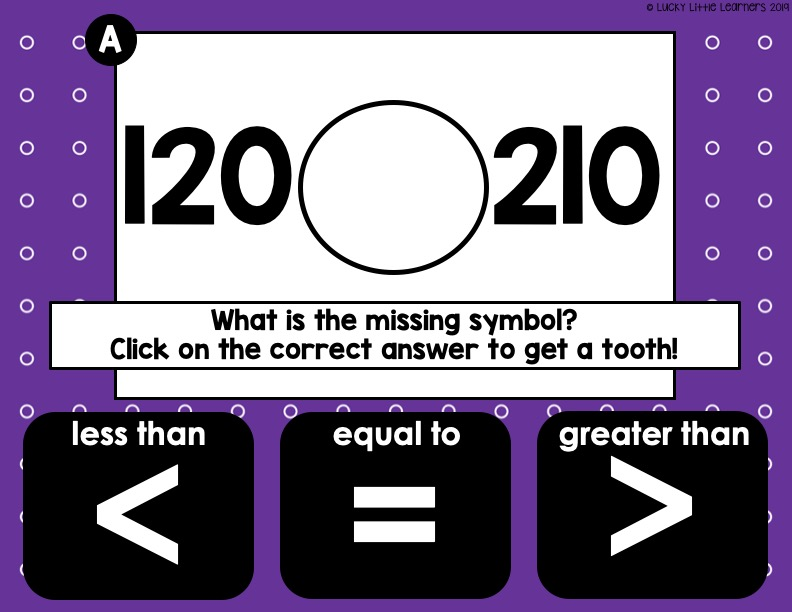 © Lucky Little Learners 2019
A
120 210
What is the missing symbol?
Click on the correct answer to get a tooth!
less than equal to greater than
< = >